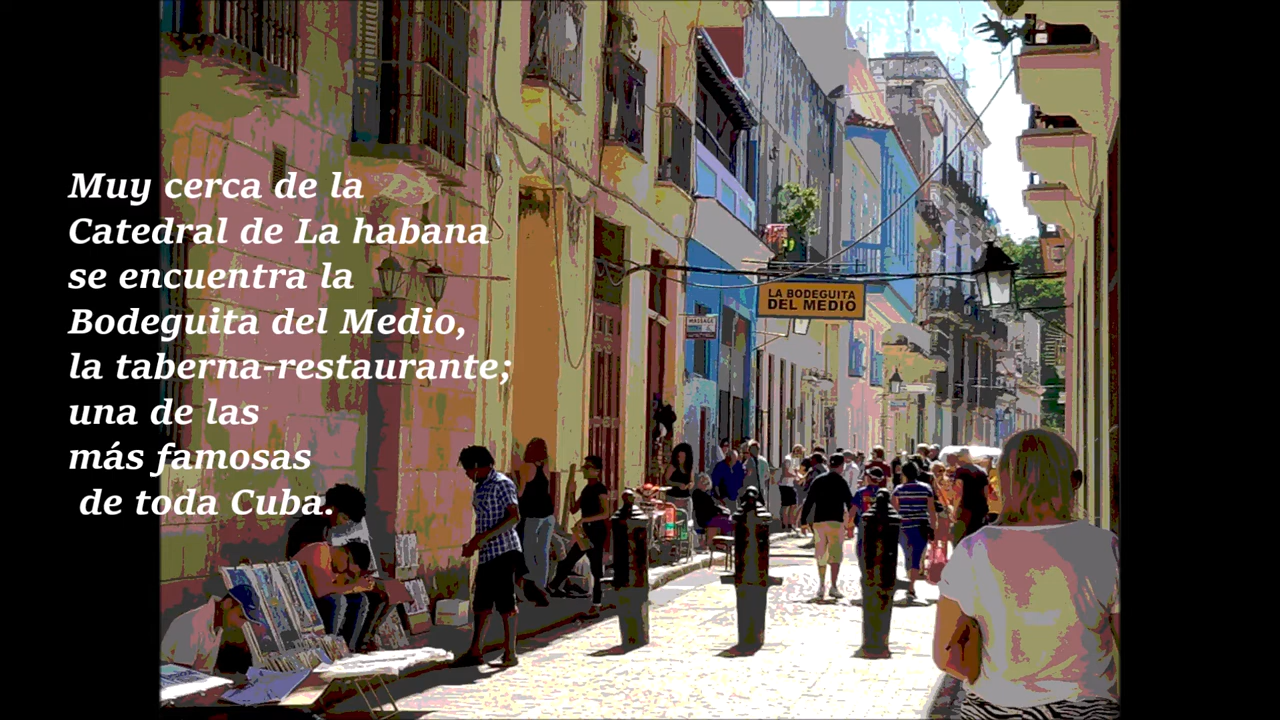 Muy cerca de la
Catedral de La habana
se encuentra la
Bodeguita del Medio,
la taberna-restaurante;
una de las
más famosas
de toda Cuba.
LA BODEGUITA
DEL MEDIO
MASSAGE